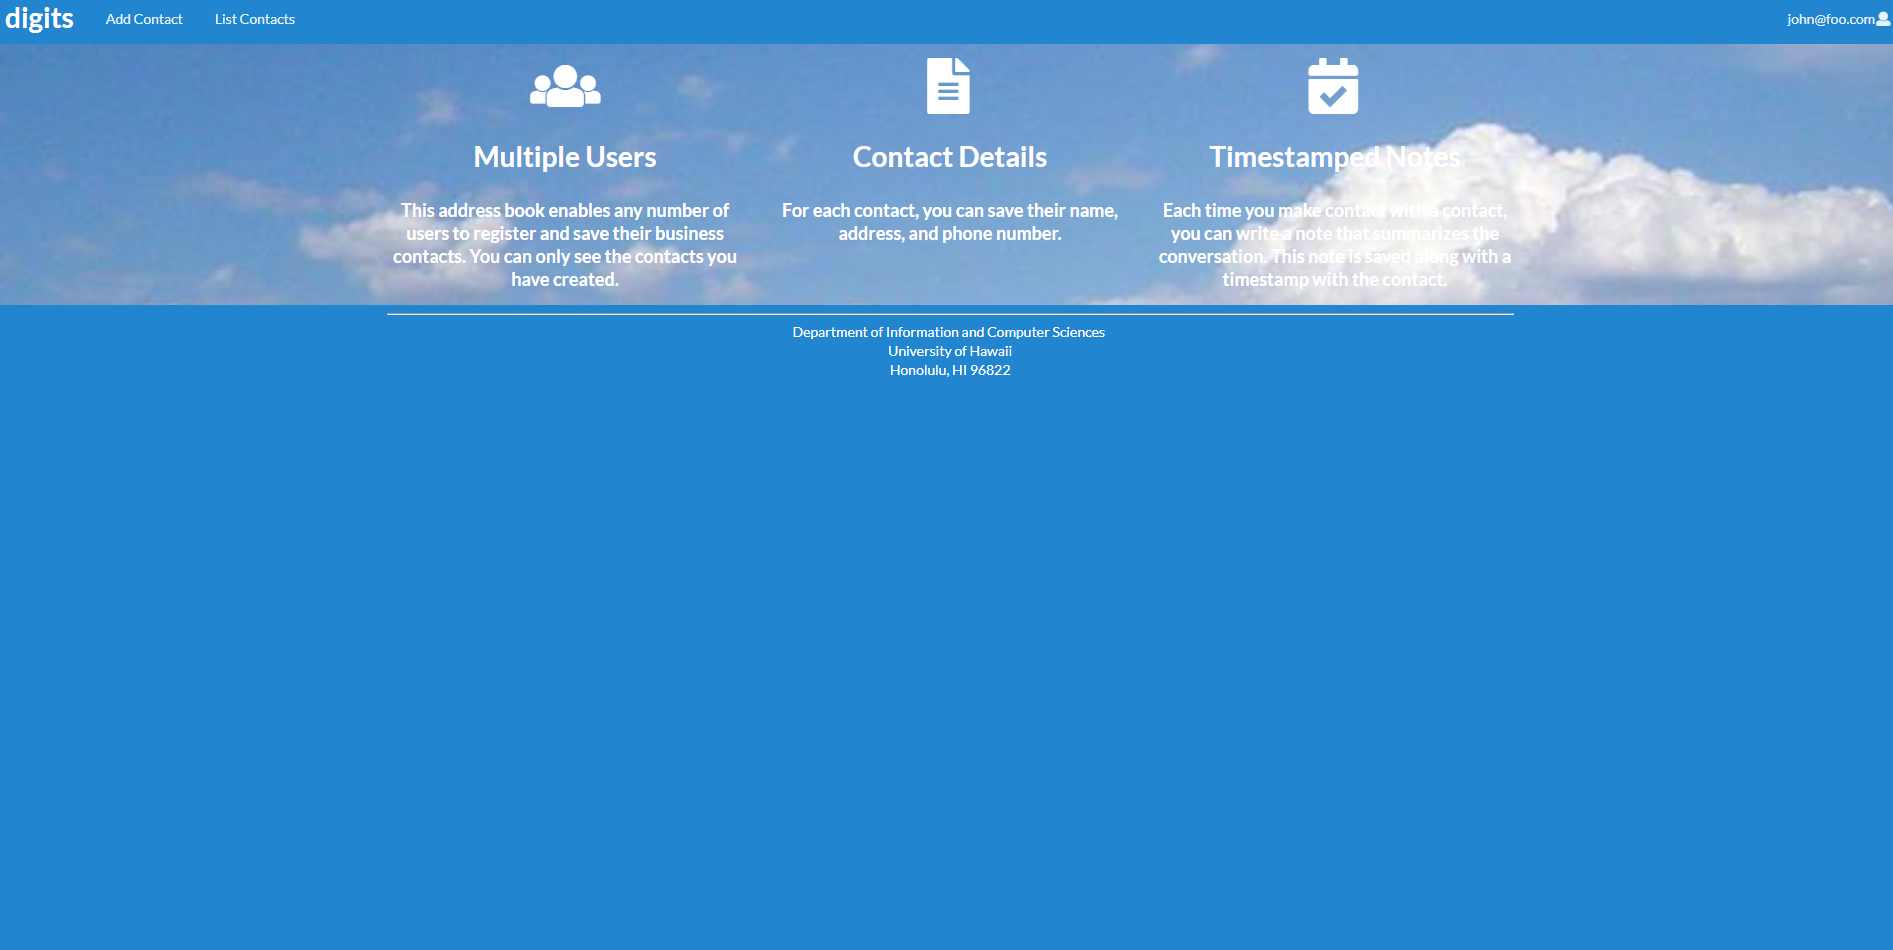 digits
Add Contact
List Contacts
john@foo.com
Multiple Users
This address book enables any number of
users to register and save their business
contacts. You can only see the contacts you
have created.
Contact Details
For each contact, you can save their name,
address, and phone number.
Timestamped Notes
Each time you make contact with a contact,
you can write a note that summarizes the
conversation. This note is saved along with a
timestamp with the contact.
Department of Information and Computer Sciences
University of Hawaii
Honolulu, HI 96822